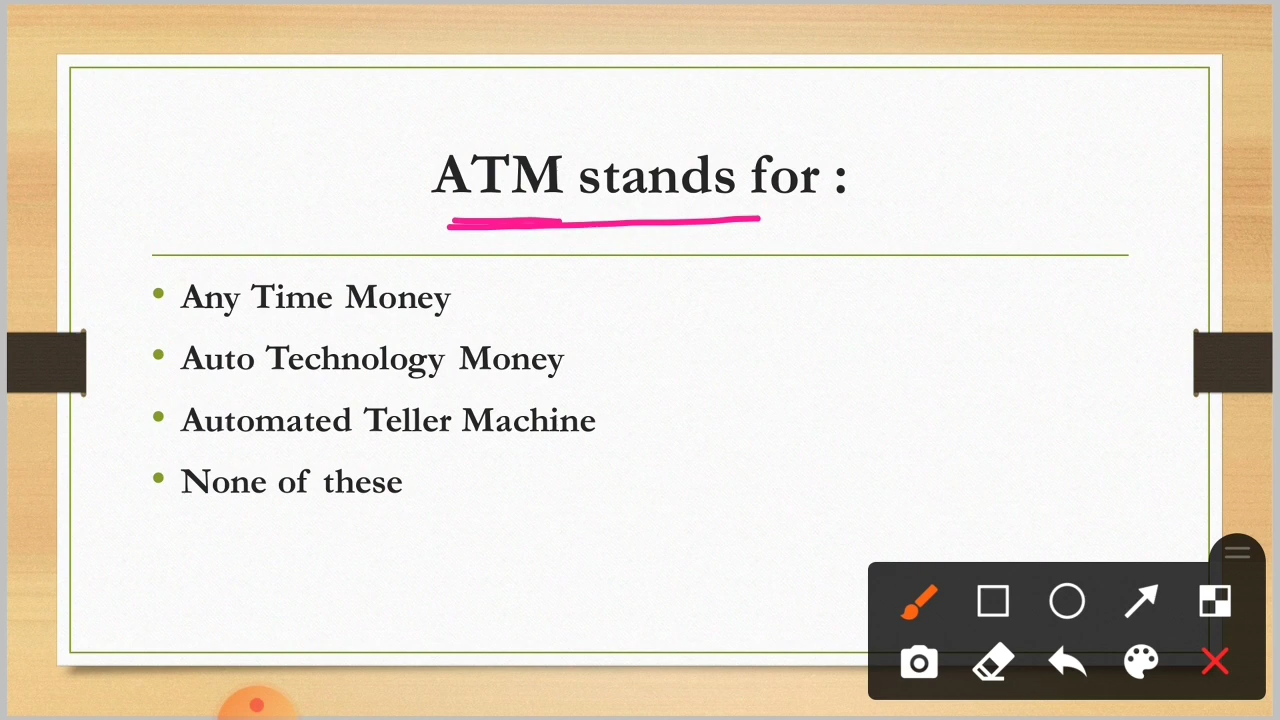 ATM stands for :
Any Time Money
Auto Technology Money
Automated Teller Machine
None of these